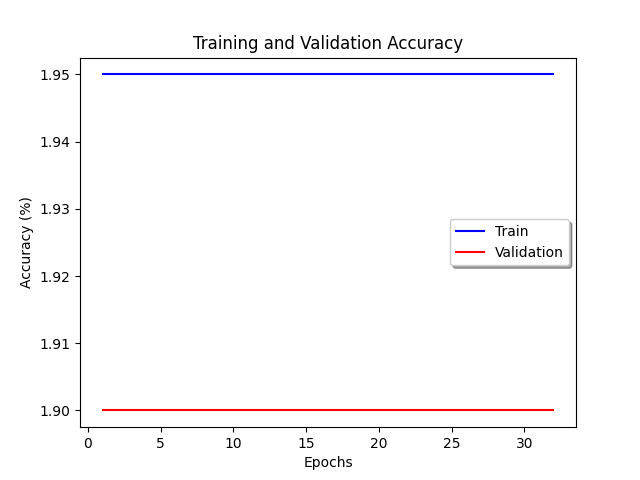 Training and Validation Accuracy
Accuracy (%)
1.95
1.94
1.93
1.92
1.91
1.90
Train
Validation
0 5 10 15 20 25 30
Epochs